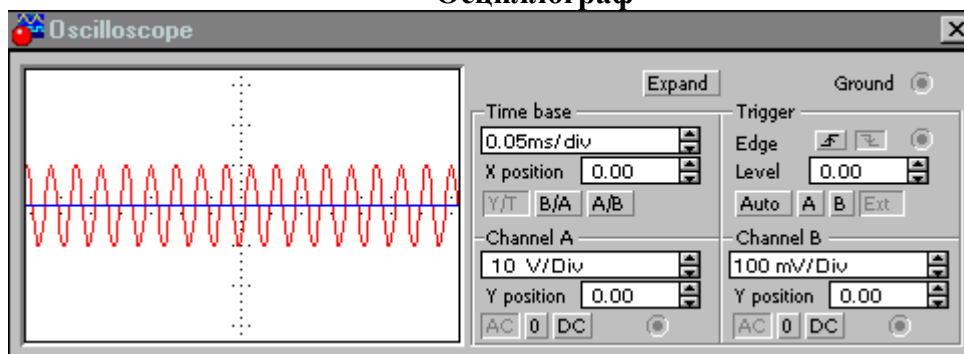 Осциллограф
Oscilloscope
Expand Ground
Time base
0.05ms/div
X position 0.00
Y/T B/A A/B
Trigger
Edge
Level 0.00
Auto A B Ext
Channel A
10 V/Div
Y position 0.00
AC 0 DC
Channel B
100 mV/Div
Y position 0.00
AC 0 DC